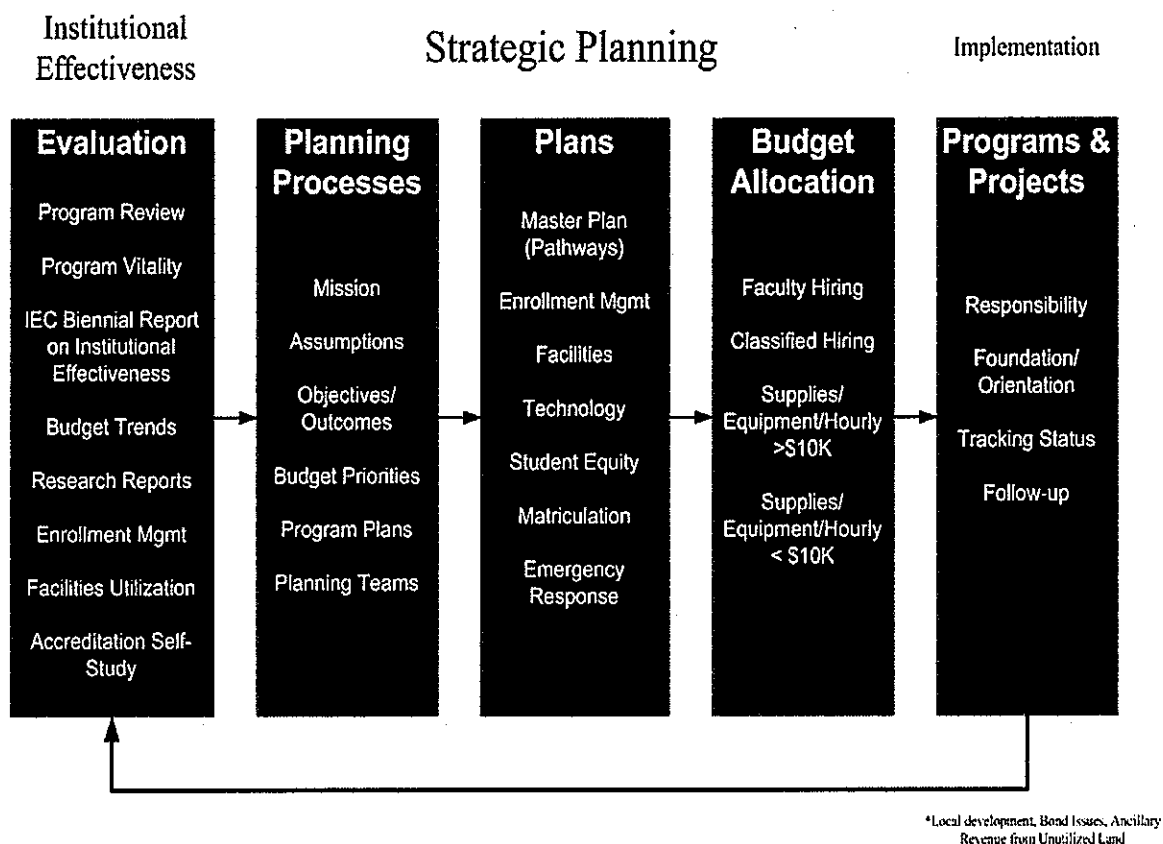 Institutional
Effectiveness
Strategic Planning
Implementation
Evaluation
Program Review
Program Vitality
IEC Biennial Report
on Institutional
Effectiveness
Budget Trends
Research Reports
Enrollment Mgmt
Facilities Utilization
Accreditation Self-
Study
Planning
Processes
Mission
Assumptions
Objectives/
Outcomes
Budget Priorities
Program Plans
Planning Teams
Plans
Master Plan
(Pathways)
Enrollment Mgmt
Facilities
Technology
Student Equity
Matriculation
Emergency
Response
Budget
Allocation
Faculty Hiring
Classified Hiring
Supplies/
Equipment/Hourly
>$10K
Supplies/
Equipment/Hourly
< $10K
Programs &
Projects
Responsibility
Foundation/
Orientation
Tracking Status
Follow-up
*Local development, Bond Issues, Ancillary
Revenue from Unutilized Land